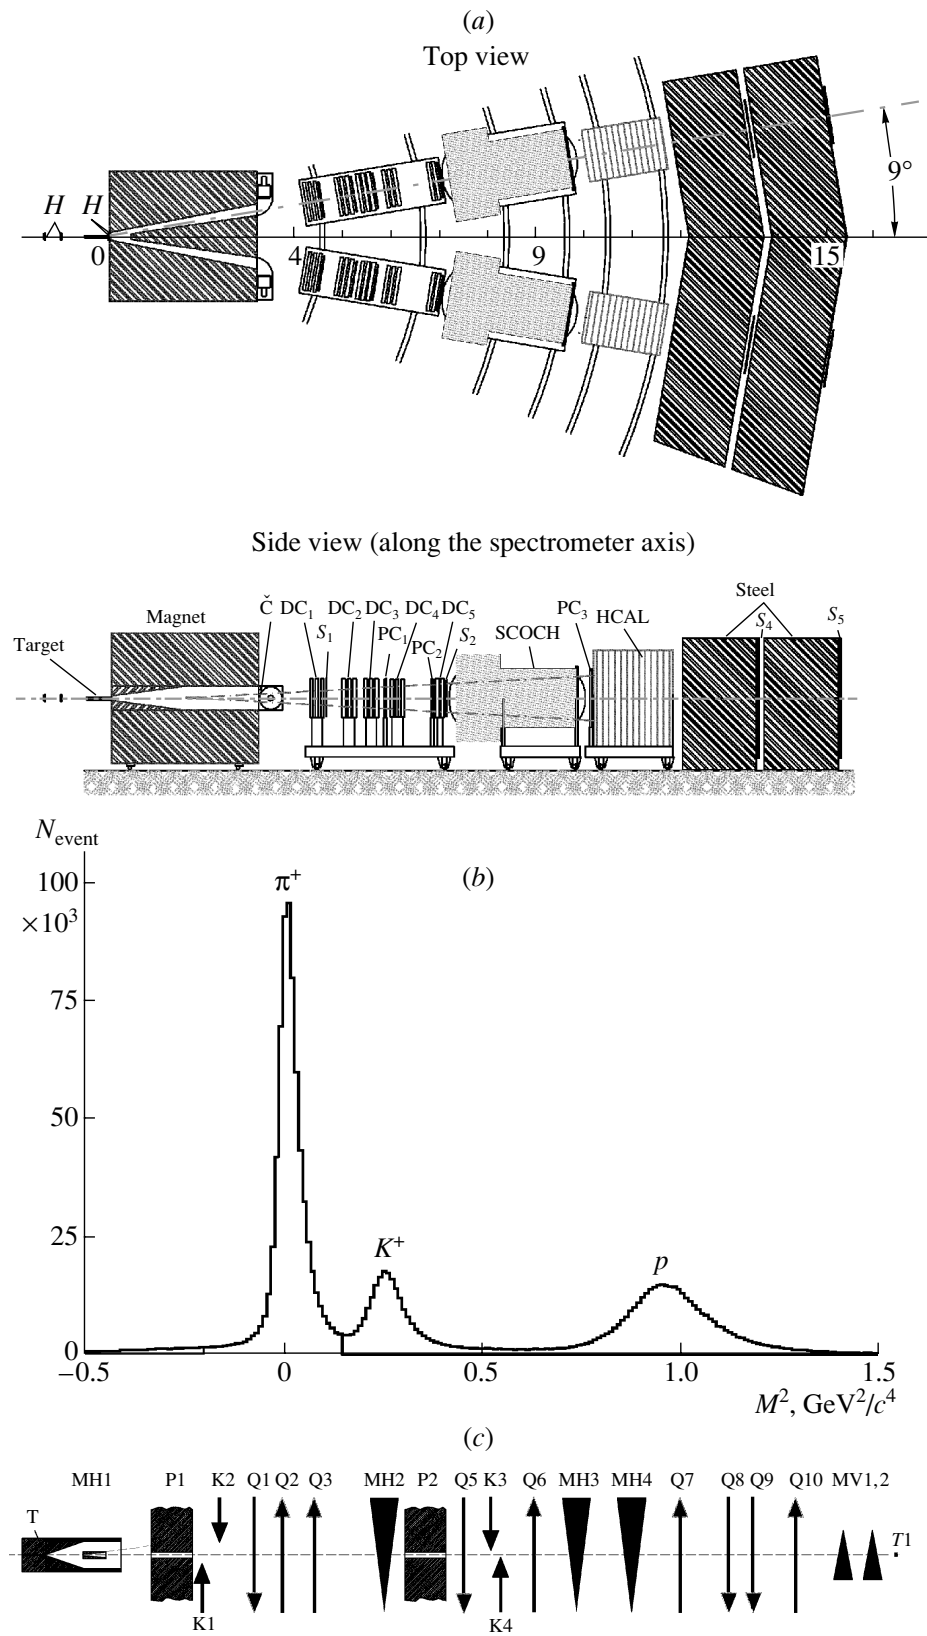 (a)
Top view
H H
0 4 9 15
9°
Side view (along the spectrometer axis)
Target
Magnet
Č DC₁ S₁ DC₂ DC₃ PC₁ DC₄ DC₅ PC₂ S₂
SCOCH
PC₃ HCAL
Steel
S₄ S₅
N_event
(b)
100
×10³
75
50
25
0
π⁺
K⁺
p
−0.5 0 0.5 1.0 1.5
M², GeV²/c⁴
(c)
MH1 P1 K2 Q1 Q2 Q3 MH2 P2 Q5 K3 Q6 MH3 MH4 Q7 Q8 Q9 Q10 MV1,2
T
T1
K1 K4